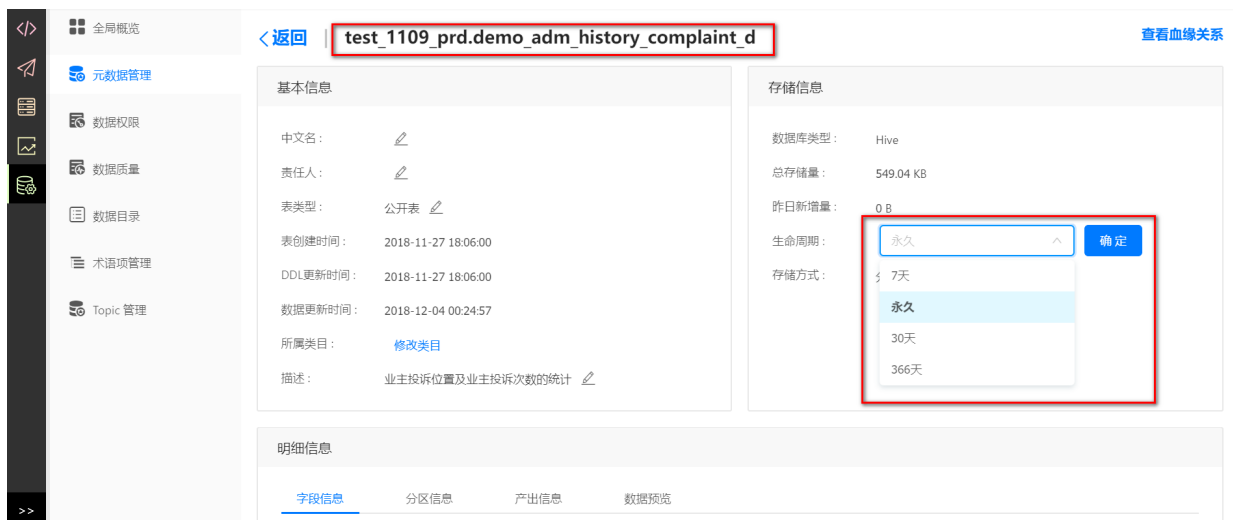 </>
全局概览
元数据管理
数据权限
数据质量
数据目录
术语项管理
Topic 管理
>>
<返回 | test_1109_prd.demo_adm_history_complaint_d
查看血缘关系
基本信息
中文名：
责任人：
表类型： 公开表
表创建时间： 2018-11-27 18:06:00
DDL更新时间： 2018-11-27 18:06:00
数据更新时间： 2018-12-04 00:24:57
所属类目： 修改类目
描述： 业主投诉位置及业主投诉次数的统计
存储信息
数据库类型： Hive
总存储量： 549.04 KB
昨日新增量： 0 B
生命周期： 永久 确定
存储方式：
7天
永久
30天
366天
明细信息
字段信息 分区信息 产出信息 数据预览